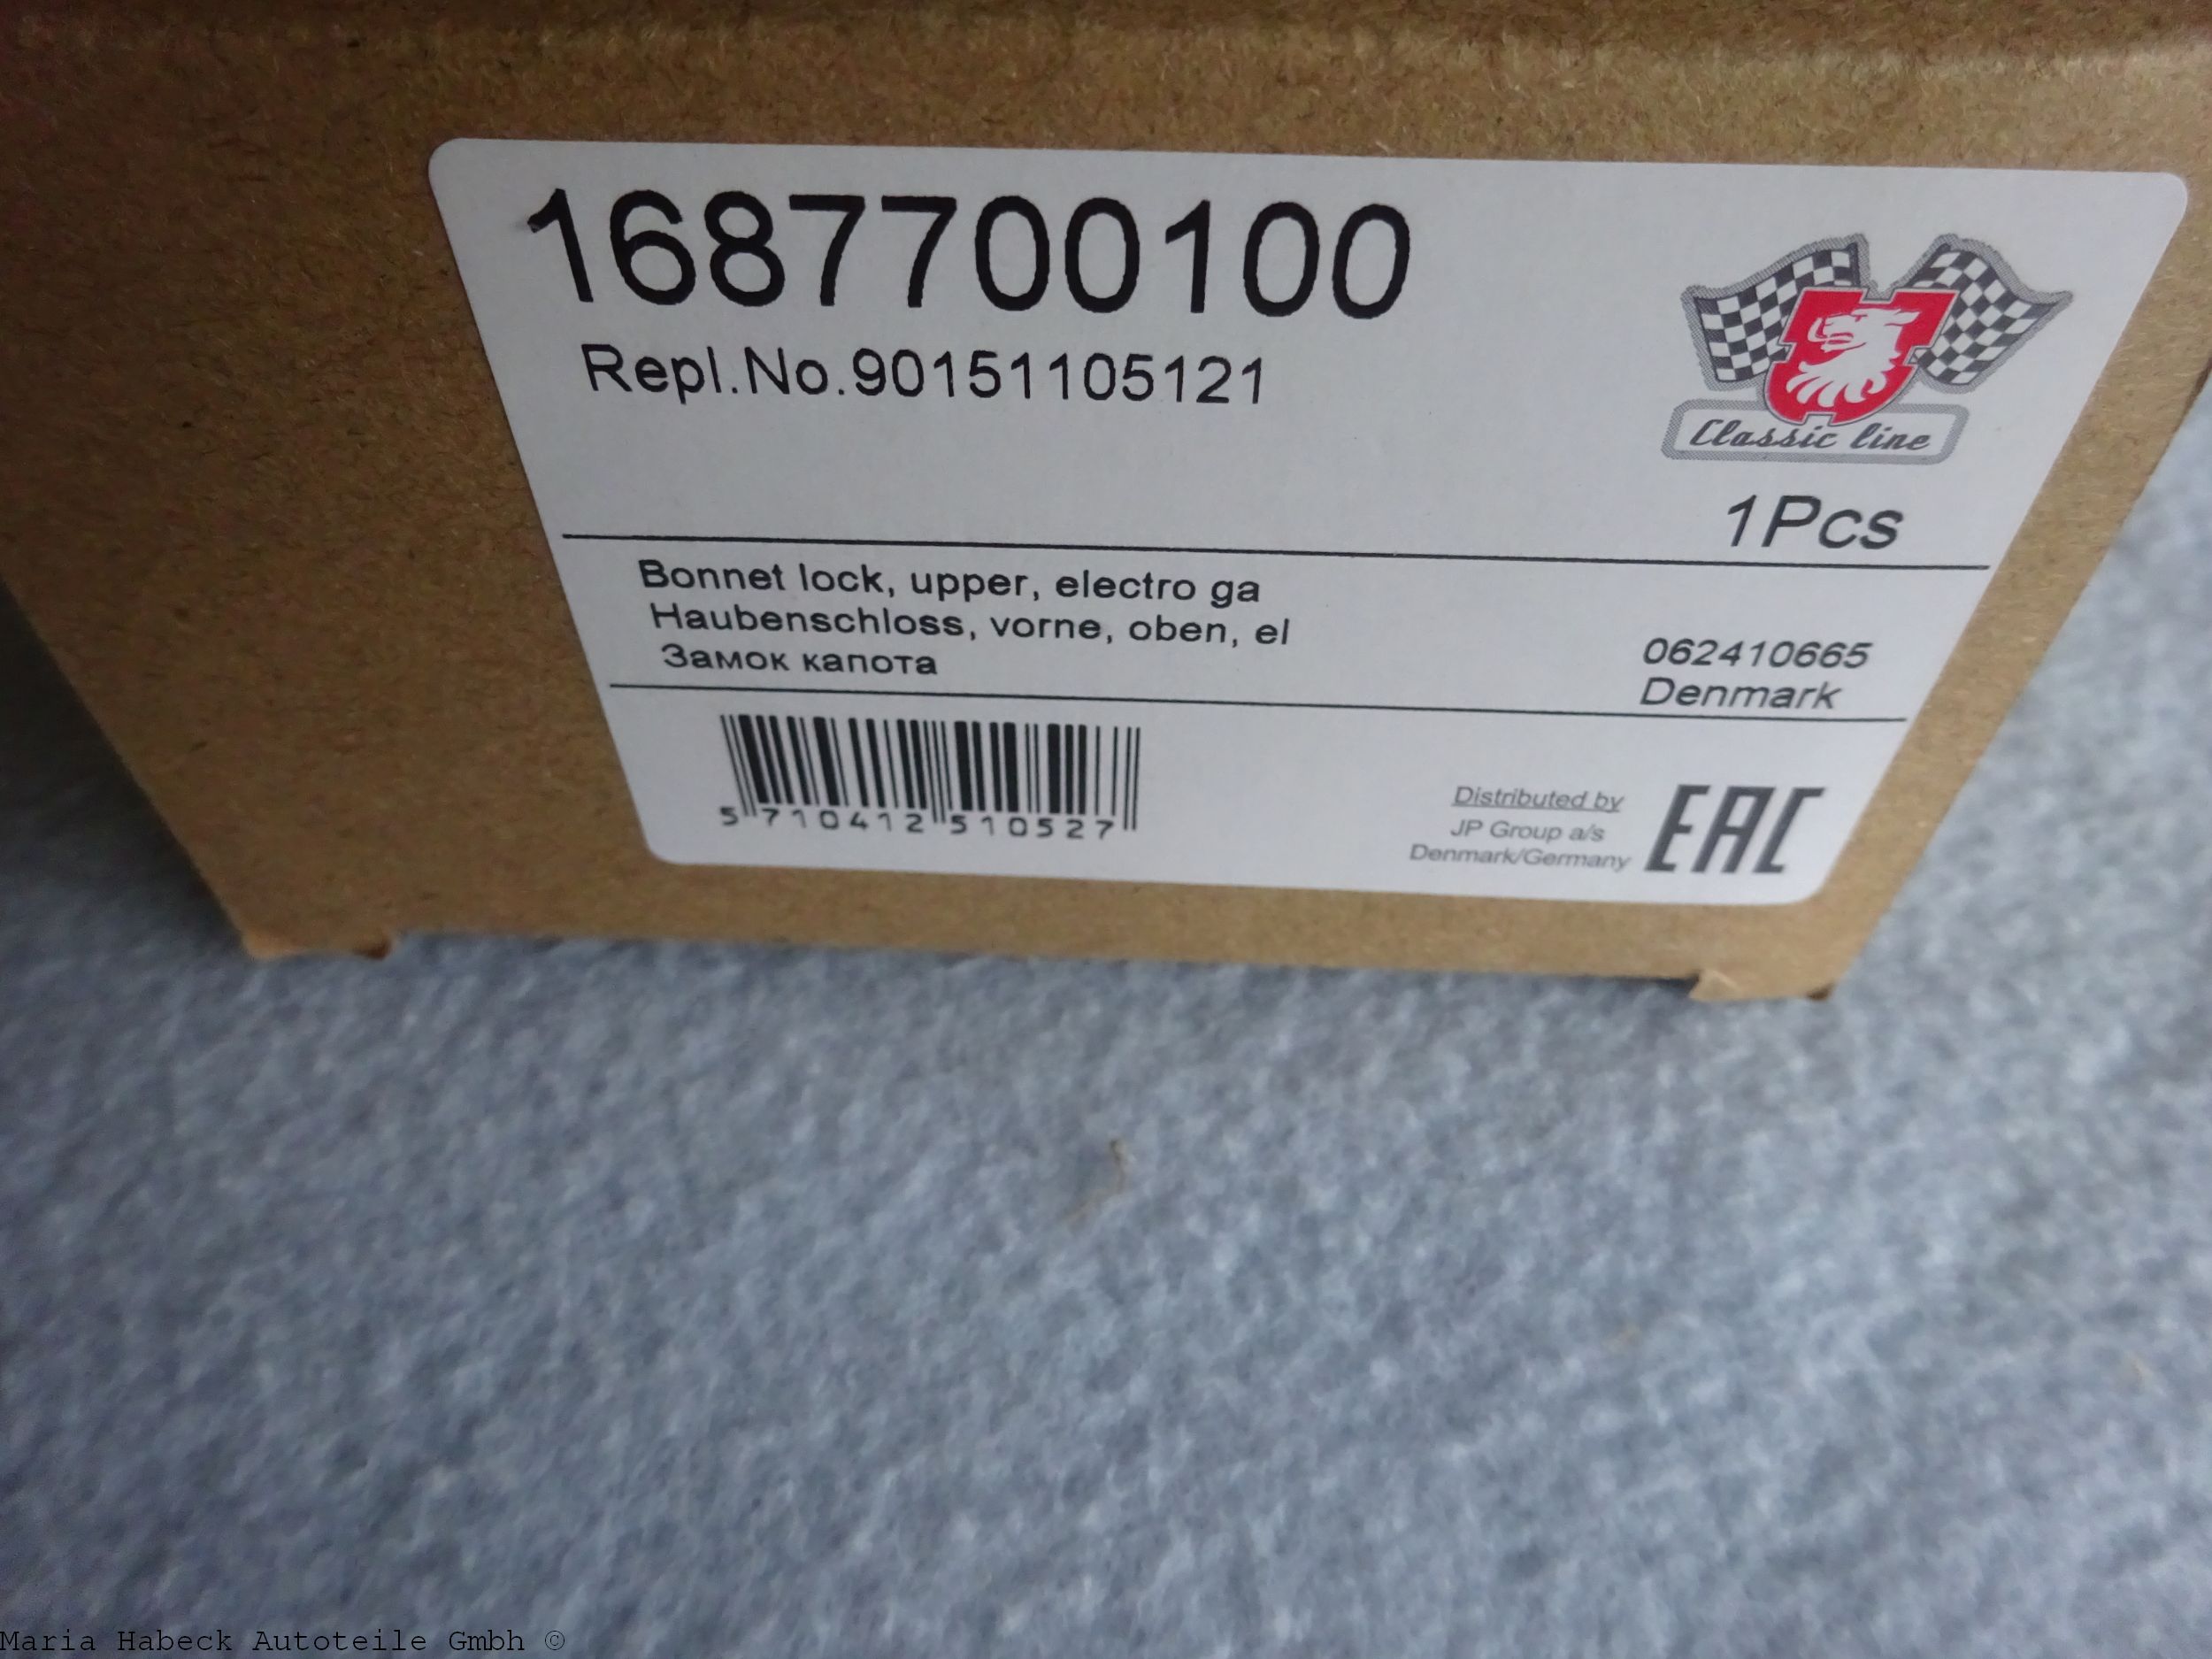 1687700100
Repl.No.90151105121
Classic line
1Pcs
Bonnet lock, upper, electro ga
Haubenschloss, vorne, oben, el
Замок капота
062410665
Denmark
5 710412 510527
Distributed by
JP Group a/s
Denmark/Germany
EAC
Maria Habeck Autoteile Gmbh ©